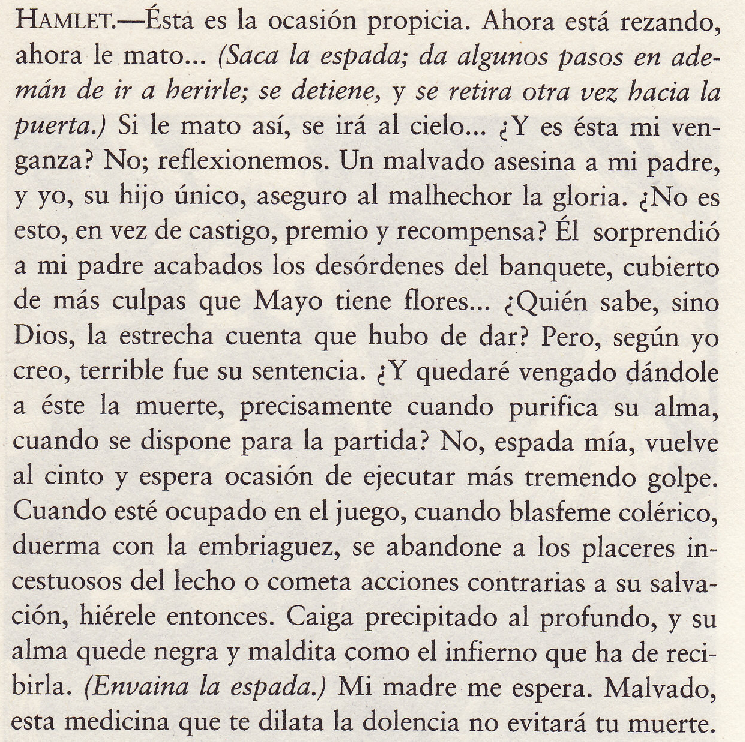 HAMLET.—Ésta es la ocasión propicia. Ahora está rezando,
ahora le mato... (Saca la espada; da algunos pasos en ade-
mán de ir a herirle; se detiene, y se retira otra vez hacia la
puerta.) Si le mato así, se irá al cielo... ¿Y es ésta mi ven-
ganza? No; reflexionemos. Un malvado asesina a mi padre,
y yo, su hijo único, aseguro al malhechor la gloria. ¿No es
esto, en vez de castigo, premio y recompensa? Él sorprendió
a mi padre acabados los desórdenes del banquete, cubierto
de más culpas que Mayo tiene flores... ¿Quién sabe, sino
Dios, la estrecha cuenta que hubo de dar? Pero, según yo
creo, terrible fue su sentencia. ¿Y quedaré vengado dándole
a éste la muerte, precisamente cuando purifica su alma,
cuando se dispone para la partida? No, espada mía, vuelve
al cinto y espera ocasión de ejecutar más tremendo golpe.
Cuando esté ocupado en el juego, cuando blasfeme colérico,
duerma con la embriaguez, se abandone a los placeres in-
cestuosos del lecho o cometa acciones contrarias a su salva-
ción, hiérele entonces. Caiga precipitado al profundo, y su
alma quede negra y maldita como el infierno que ha de reci-
birla. (Envaina la espada.) Mi madre me espera. Malvado,
esta medicina que te dilata la dolencia no evitará tu muerte.